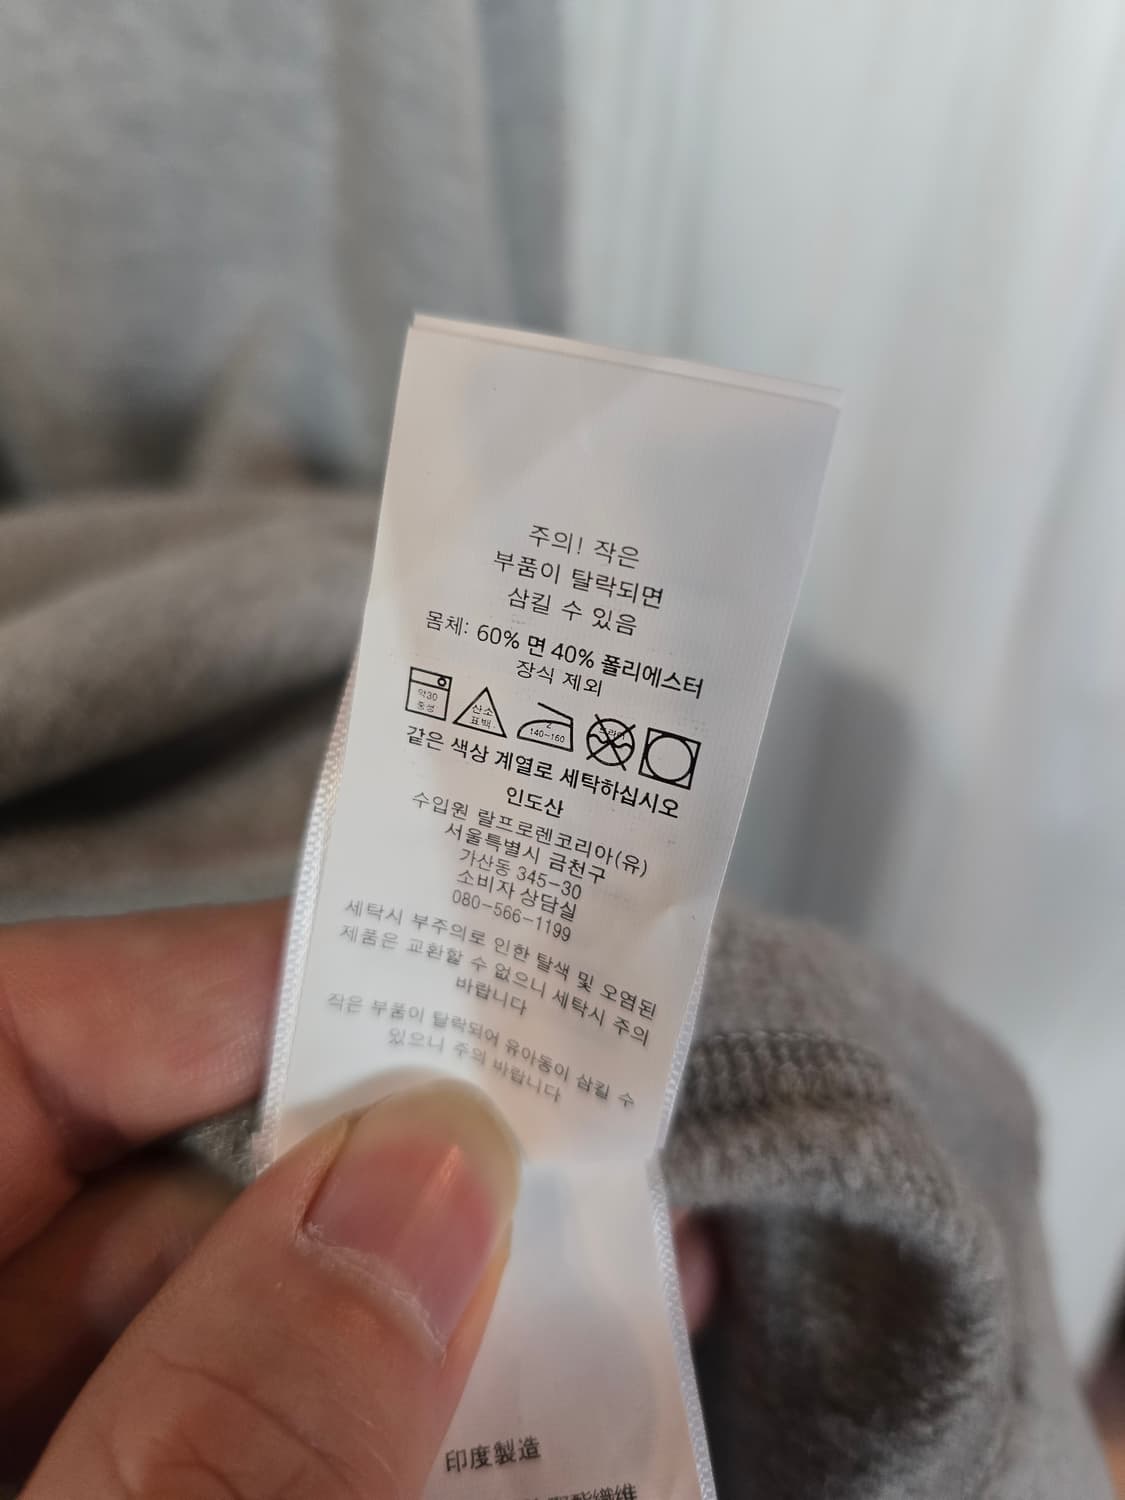 주의! 작은
부품이 탈락되면
삼킬 수 있음
몸체: 60% 면 40% 폴리에스터
장식 제외
약30
중성
산소
표백
2
140-160
같은 색상 계열로 세탁하십시오
인도산
수입원 랄프로렌코리아(유)
서울특별시 금천구
가산동 345-30
소비자 상담실
080-566-1199
세탁시 부주의로 인한 탈색 및 오염된
제품은 교환할 수 없으니 세탁시 주의
바랍니다
작은 부품이 탈락되어 유아동이 삼킬 수
있으니 주의 바랍니다
印度製造